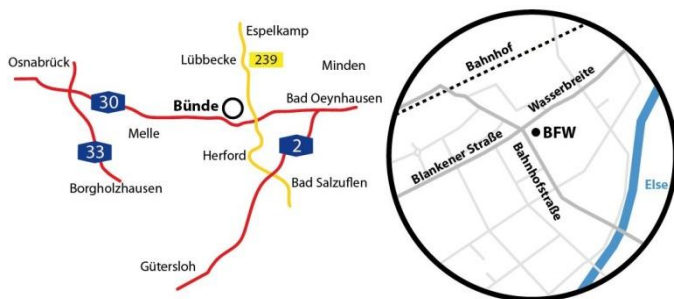 Espelkamp
Osnabrück
Lübbecke
239
Minden
30
Bünde
Bad Oeynhausen
Melle
33
Herford
2
Borgholzhausen
Bad Salzuflen
Gütersloh
Bahnhof
Wasserbreite
BFW
Blankener Straße
Bahnhofstraße
Else